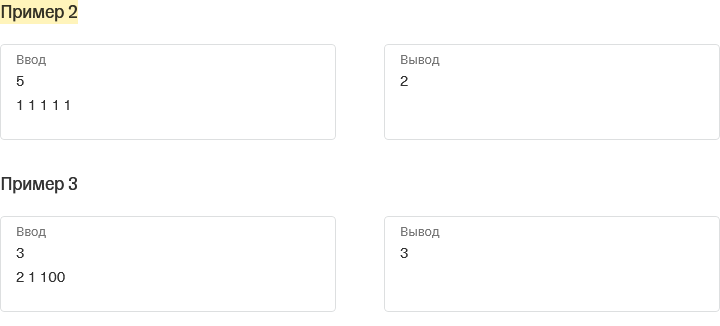 Пример 2
Ввод
5
1 1 1 1 1
Вывод
2
Пример 3
Ввод
3
2 1 100
Вывод
3